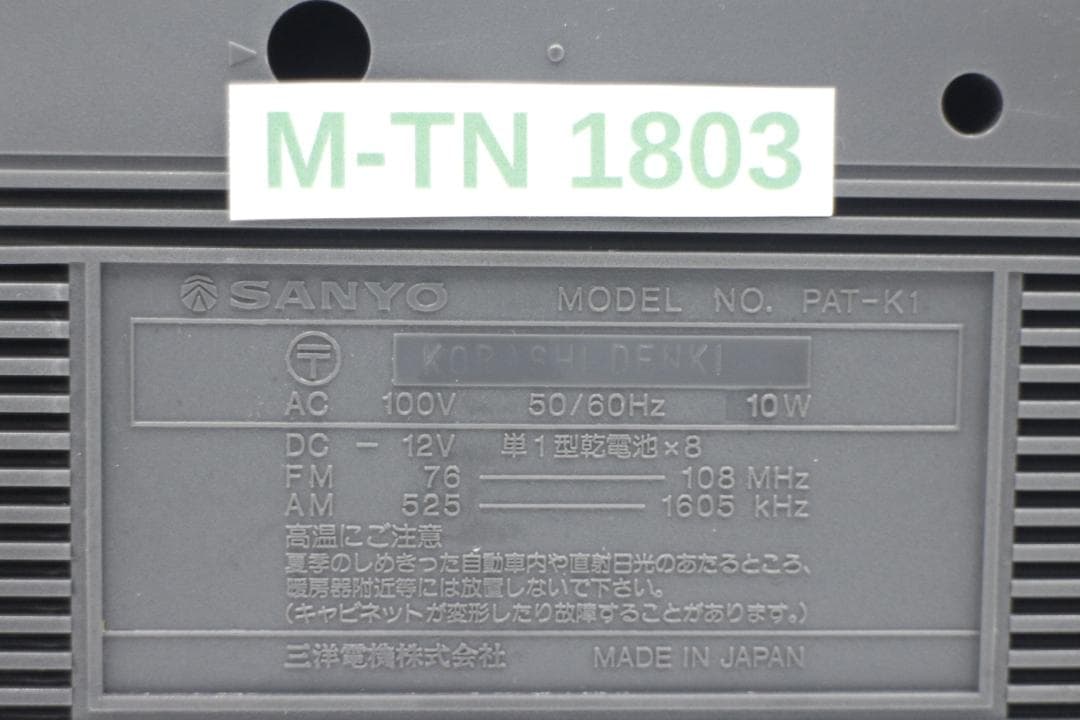 M-TN 1803
SANYO MODEL NO. PAT-K1
〒 DENKI
AC 100V 50/60Hz 10W
DC - 12V 単1型乾電池×8
FM 76 — 108 MHz
AM 525 — 1605 kHz
高温にご注意
夏季のしめきった自動車内や直射日光のあたるところ、
暖房器附近等には放置しないで下さい。
(キャビネットが変形したり故障することがあります。)
三洋電機株式会社 MADE IN JAPAN